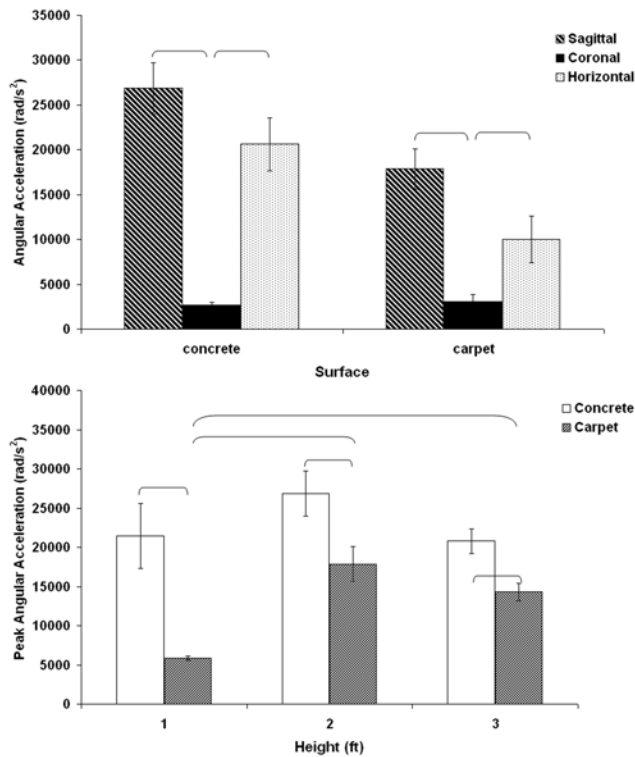 35000
30000
25000
20000
15000
10000
5000
0
Angular Acceleration (rad/s²)
Sagittal
Coronal
Horizontal
concrete carpet
Surface
40000
35000
30000
25000
20000
15000
10000
5000
0
Peak Angular Acceleration (rad/s²)
Concrete
Carpet
1 2 3
Height (ft)